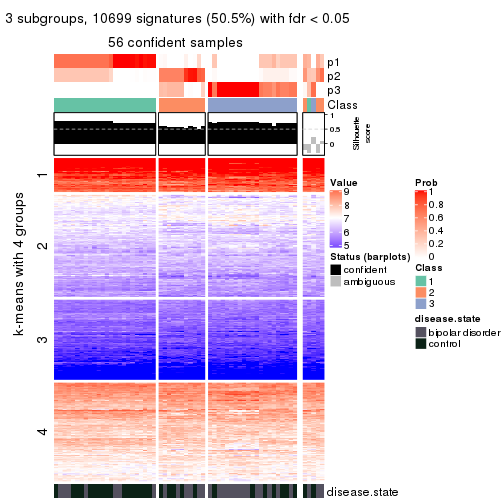 3 subgroups, 10699 signatures (50.5%) with fdr < 0.05
56 confident samples
p1
p2
p3
Class
1
0.5
0
Silhouette
score
k-means with 4 groups
1
2
3
4
disease.state
Value
9
8
7
6
5
Status (barplots)
confident
ambiguous
Prob
1
0.8
0.6
0.4
0.2
0
Class
1
2
3
disease.state
bipolar disorder
control